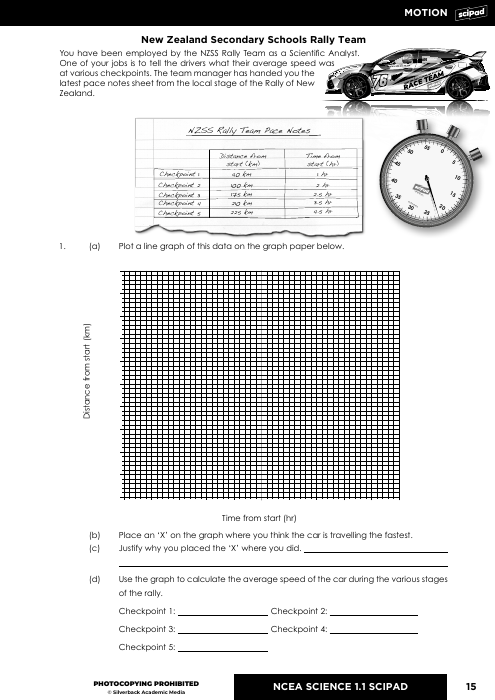 MOTION scipad
New Zealand Secondary Schools Rally Team
You have been employed by the NZSS Rally Team as a Scientific Analyst.
One of your jobs is to tell the drivers what their average speed was
at various checkpoints. The team manager has handed you the
latest pace notes sheet from the local stage of the Rally of New
Zealand.
76 RACE TEAM
NZSS Rally Team Pace Notes
Distance from start (km) Time from start (hr)
Checkpoint 1 40 km 1 hr
Checkpoint 2 100 km 2 hr
Checkpoint 3 175 km 2.5 hr
Checkpoint 4 210 km 3.5 hr
Checkpoint 5 225 km 4.5 hr
1. (a) Plot a line graph of this data on the graph paper below.
Distance from start (km)
Time from start (hr)
(b) Place an 'X' on the graph where you think the car is travelling the fastest.
(c) Justify why you placed the 'X' where you did.
(d) Use the graph to calculate the average speed of the car during the various stages
of the rally.
Checkpoint 1: Checkpoint 2:
Checkpoint 3: Checkpoint 4:
Checkpoint 5:
PHOTOCOPYING PROHIBITED
© Silverback Academic Media
NCEA SCIENCE 1.1 SCIPAD 15